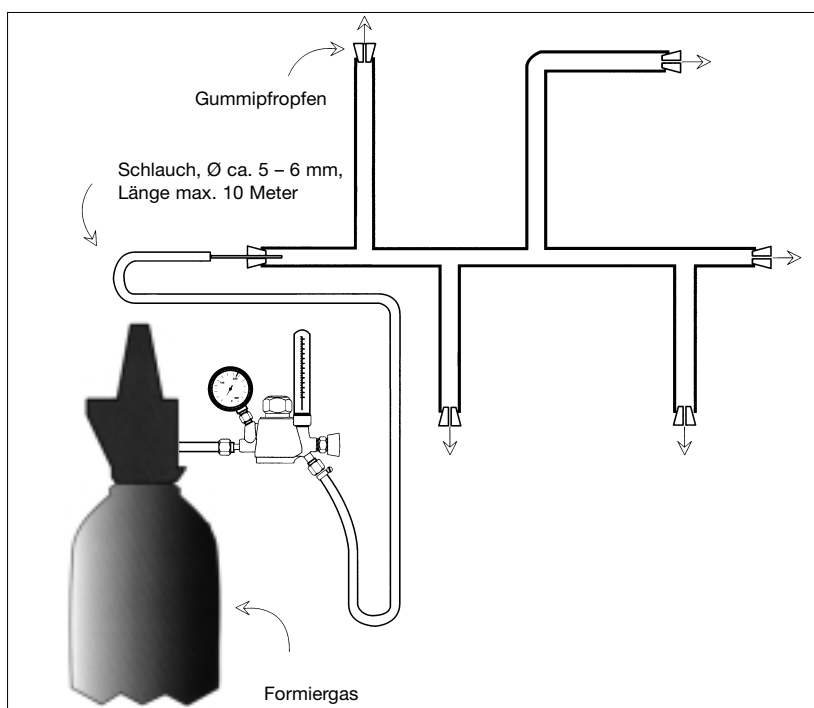 Gummipfropfen
Schlauch, Ø ca. 5 – 6 mm,
Länge max. 10 Meter
Formiergas